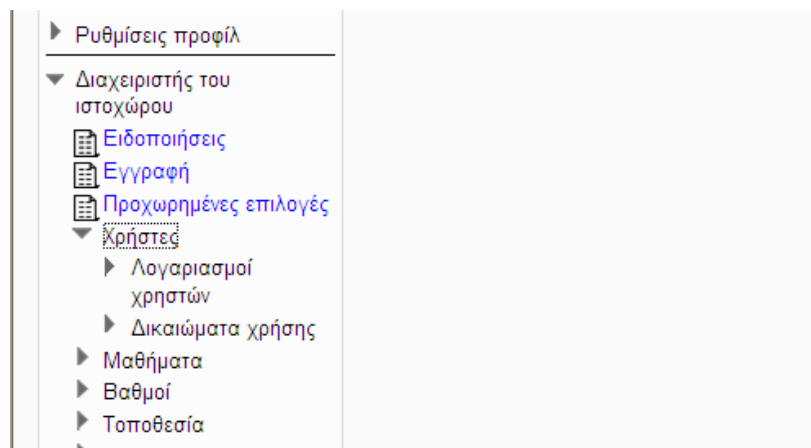 Ρυθμίσεις προφίλ
Διαχειριστής του
ιστοχώρου
Ειδοποιήσεις
Εγγραφή
Προχωρημένες επιλογές
Χρήστες
Λογαριασμοί
χρηστών
Δικαιώματα χρήσης
Μαθήματα
Βαθμοί
Τοποθεσία